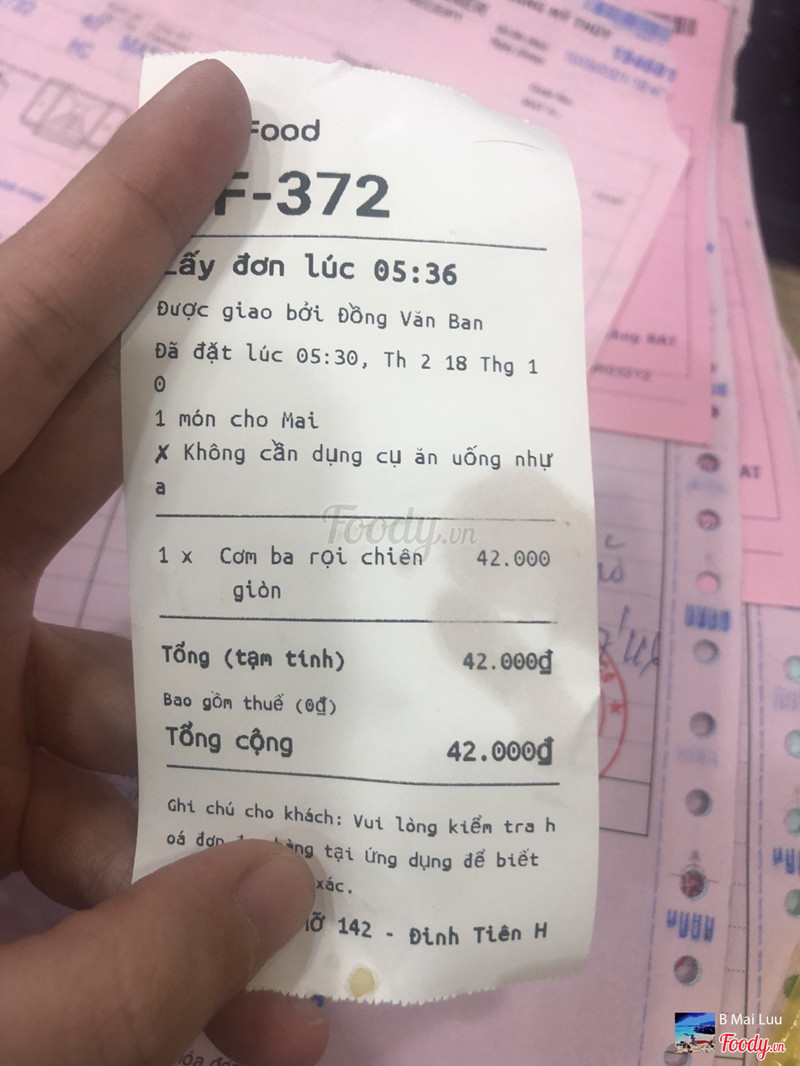 Food
F-372
Lấy đơn lúc 05:36
Được giao bởi Đồng Văn Ban
Đã đặt lúc 05:30, Th 2 18 Thg 1
0
1 món cho Mai
✗ Không cần dụng cụ ăn uống nhự
a
Foody.vn
1 x Cơm ba rọi chiên 42.000
giòn
Tổng (tạm tính) 42.000₫
Bao gồm thuế (0₫)
Tổng cộng 42.000₫
Ghi chú cho khách: Vui lòng kiểm tra h
oá đơn tại ứng dụng để biết
xác.
142 - Đinh Tiên H
B Mai Luu
Foody.vn